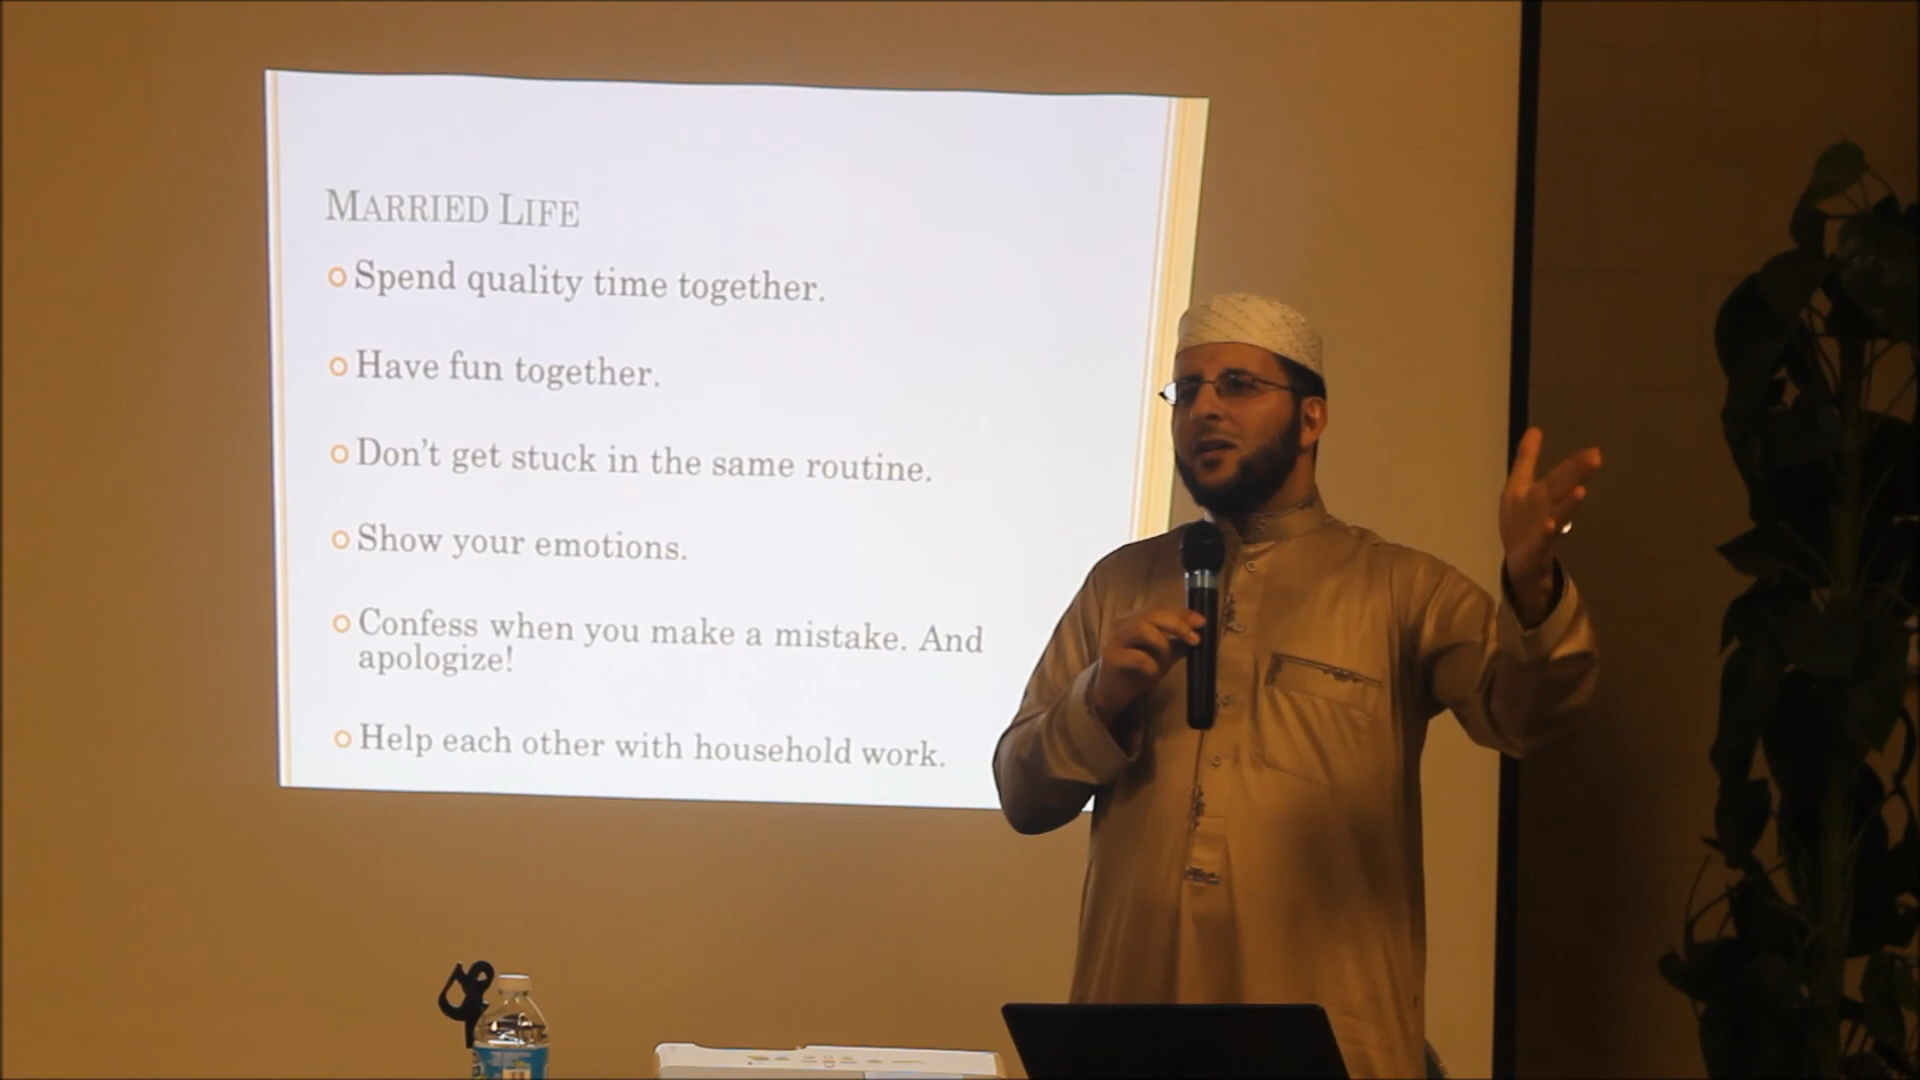 MARRIED LIFE
Spend quality time together.
Have fun together.
Don't get stuck in the same routine.
Show your emotions.
Confess when you make a mistake. And
apologize!
Help each other with household work.